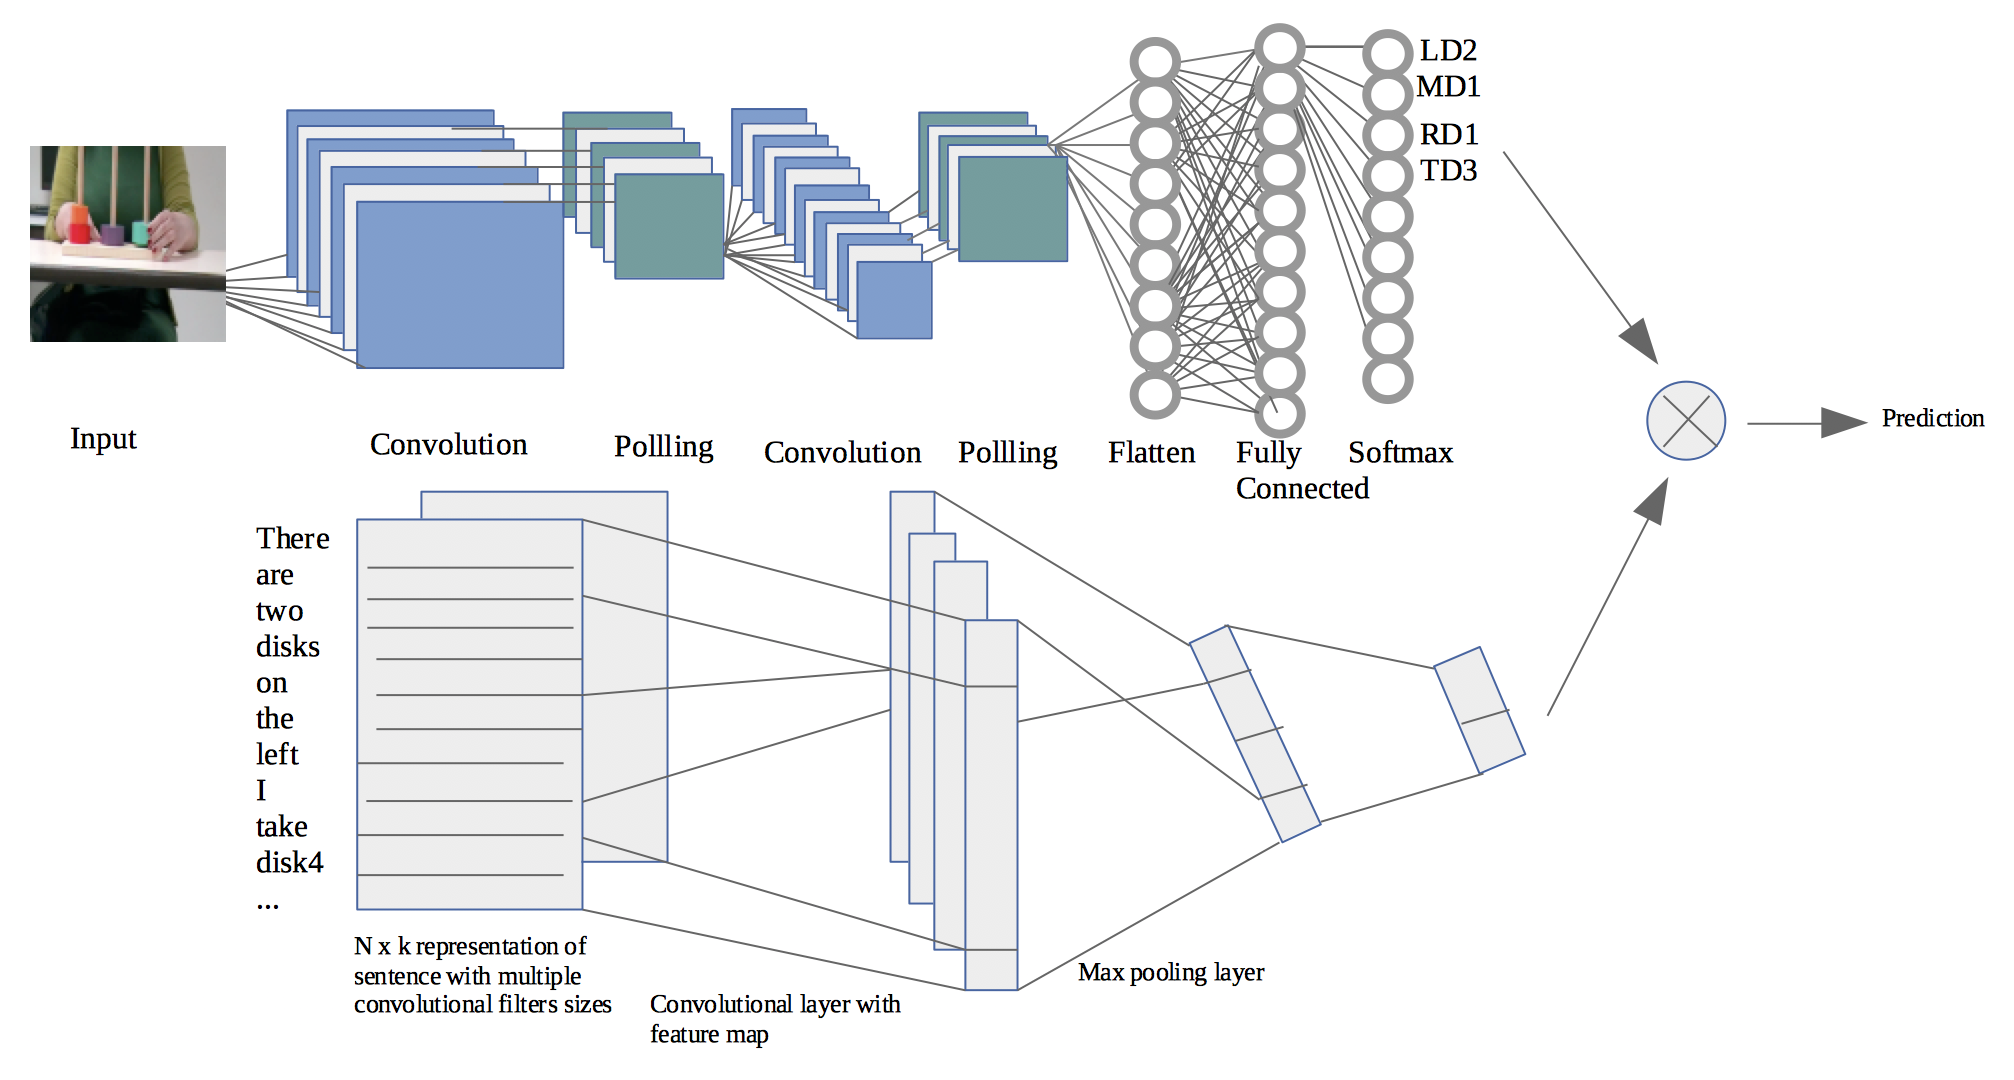 LD2
MD1
RD1
TD3
Prediction
Input
Convolution
Pollling
Convolution
Pollling
Flatten
Fully
Connected
Softmax
There
are
two
disks
on
the
left
I
take
disk4
...
N x k representation of
sentence with multiple
convolutional filters sizes
Convolutional layer with
feature map
Max pooling layer